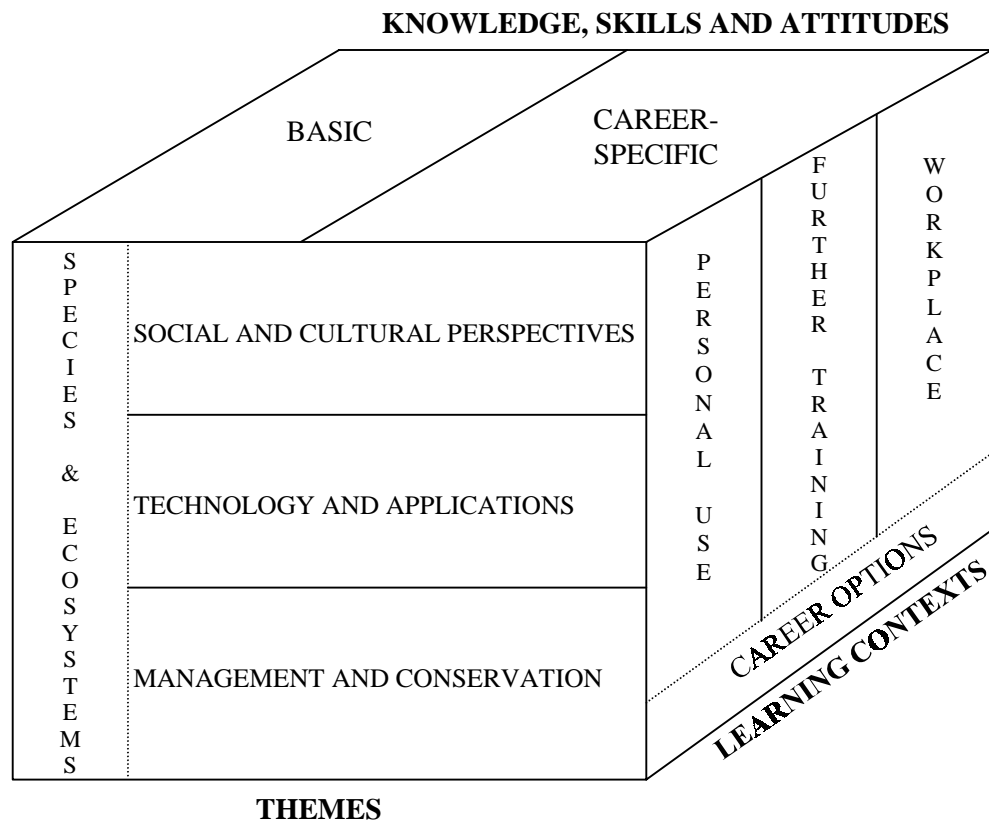 KNOWLEDGE, SKILLS AND ATTITUDES
BASIC
CAREER-
SPECIFIC
SPECIES & ECOSYSTEMS
SOCIAL AND CULTURAL PERSPECTIVES
TECHNOLOGY AND APPLICATIONS
MANAGEMENT AND CONSERVATION
PERSONAL USE
FURTHER TRAINING
WORKPLACE
CAREER OPTIONS
LEARNING CONTEXTS
THEMES